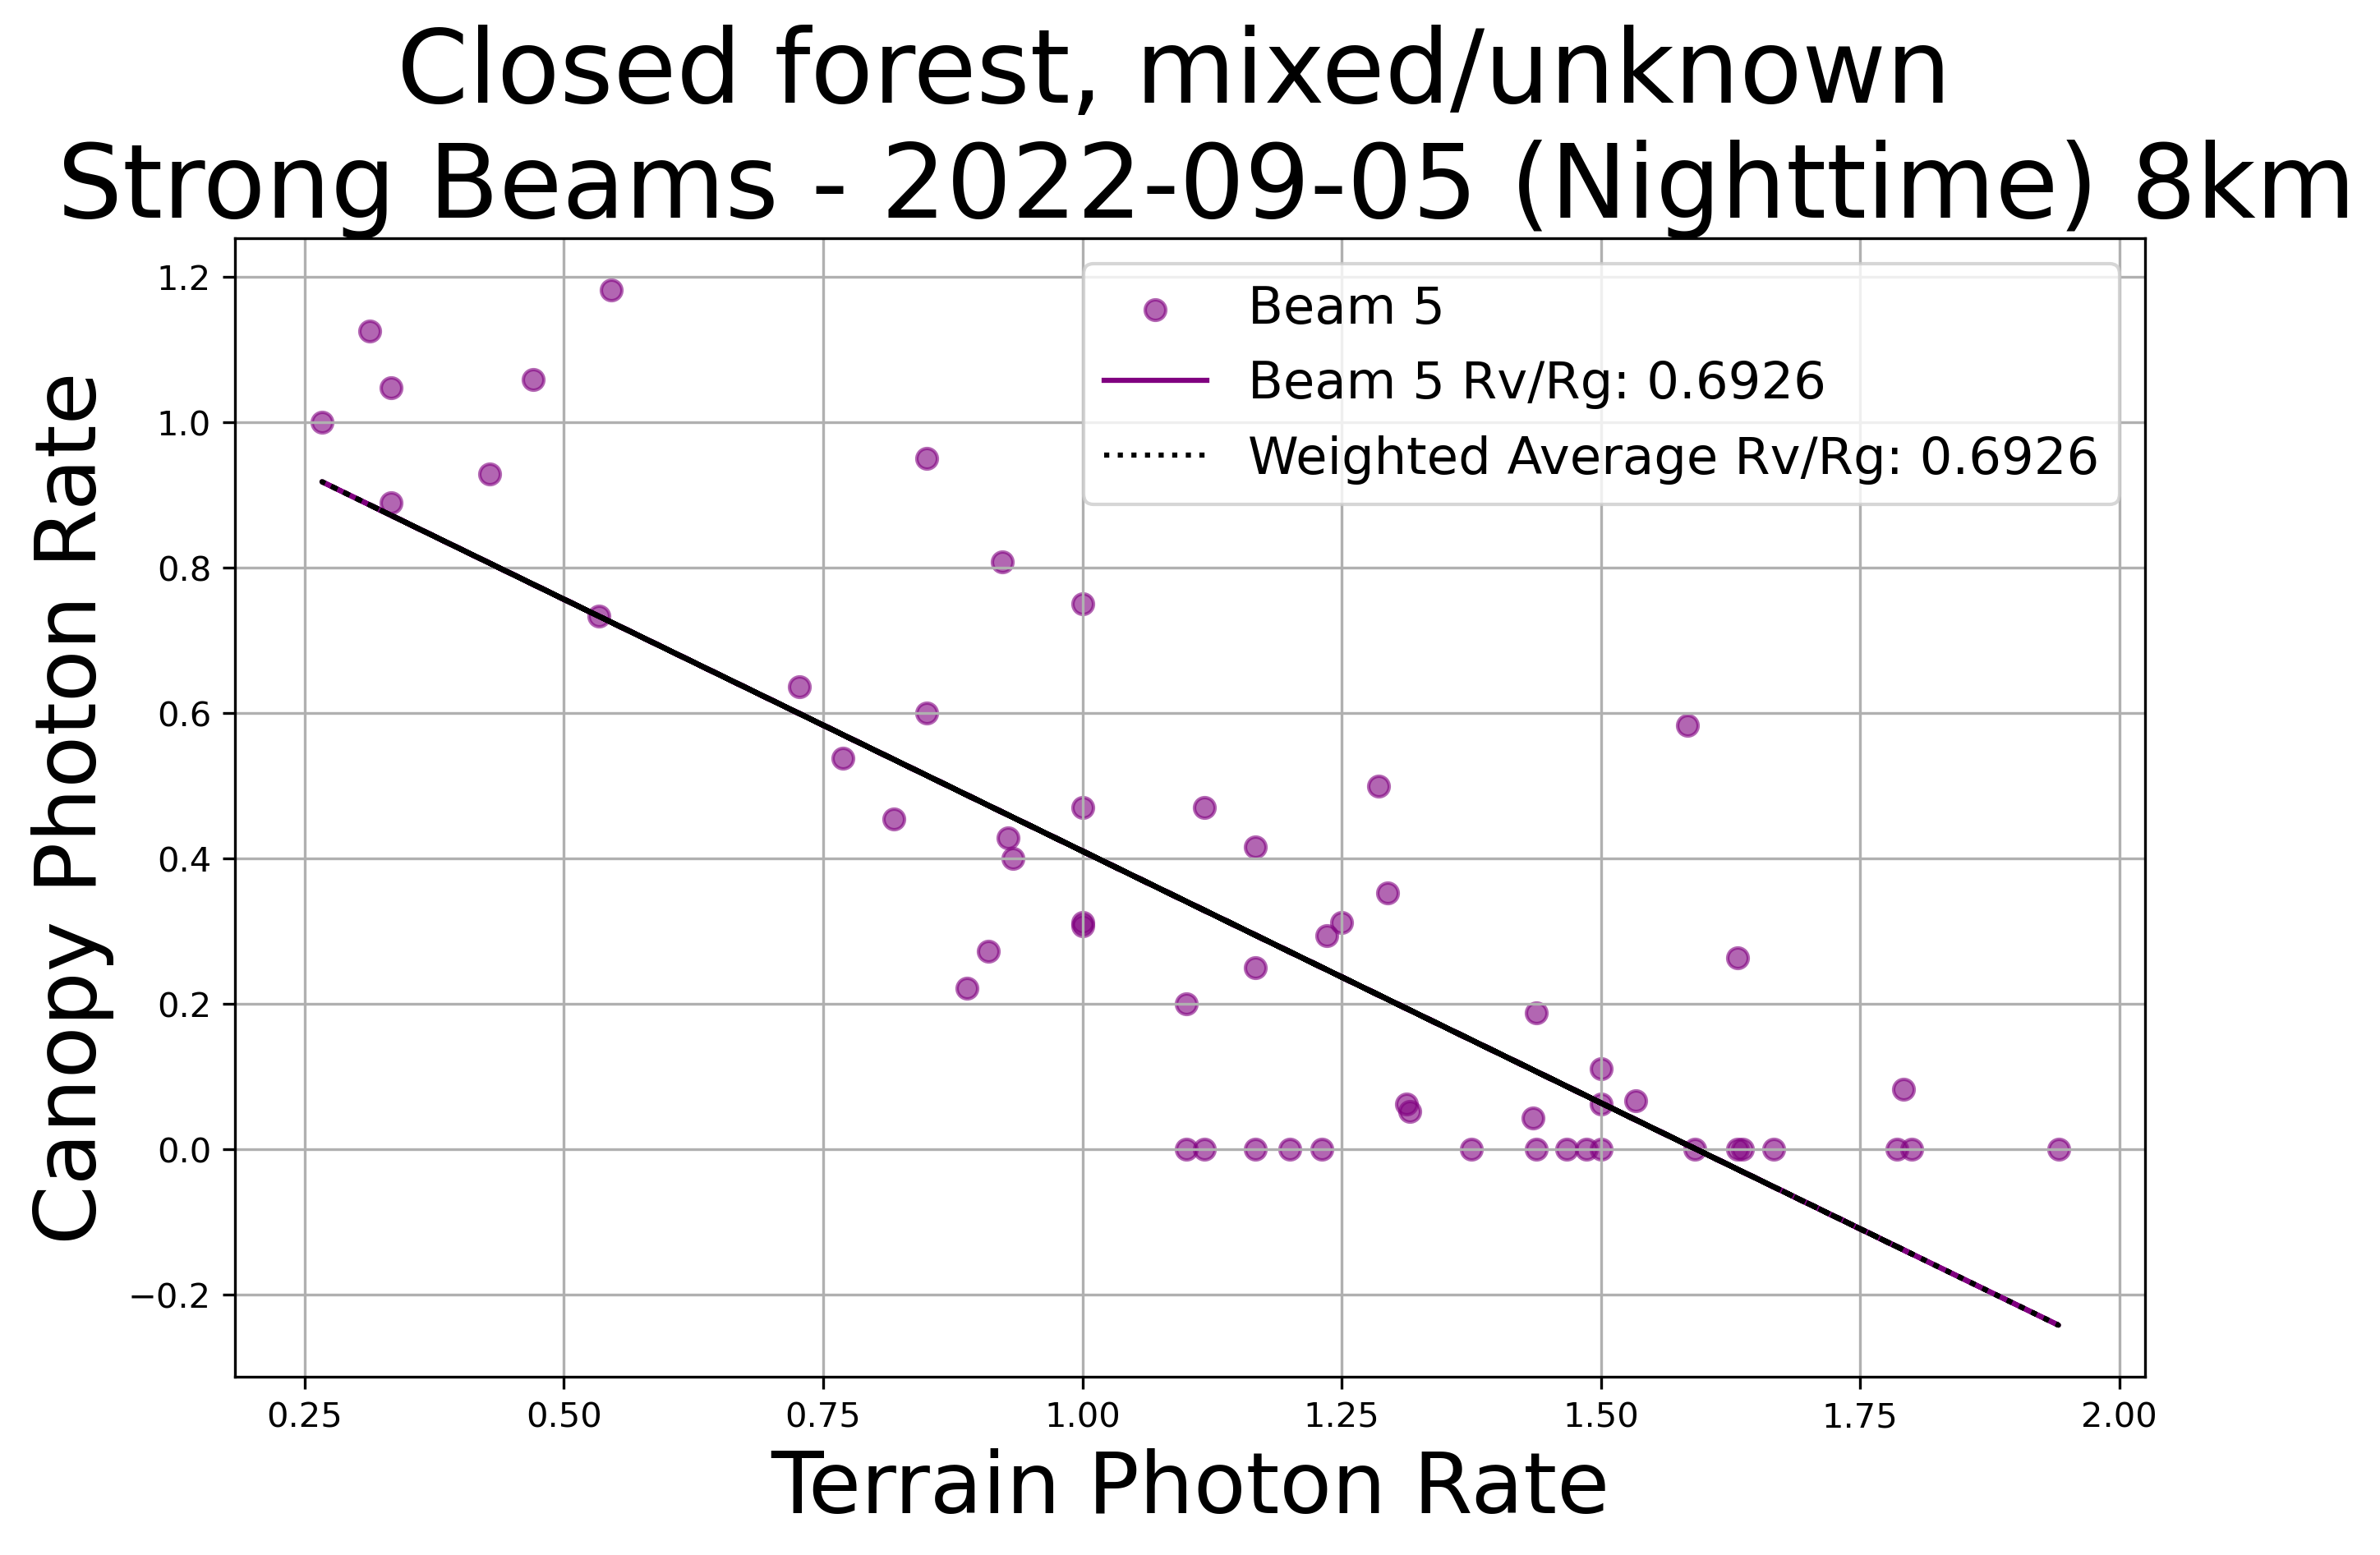 Closed forest, mixed/unknown
Strong Beams - 2022-09-05 (Nighttime) 8km
Beam 5
Beam 5 Rv/Rg: 0.6926
Weighted Average Rv/Rg: 0.6926
Canopy Photon Rate
1.2
1.0
0.8
0.6
0.4
0.2
0.0
−0.2
0.25 0.50 0.75 1.00 1.25 1.50 1.75 2.00
Terrain Photon Rate